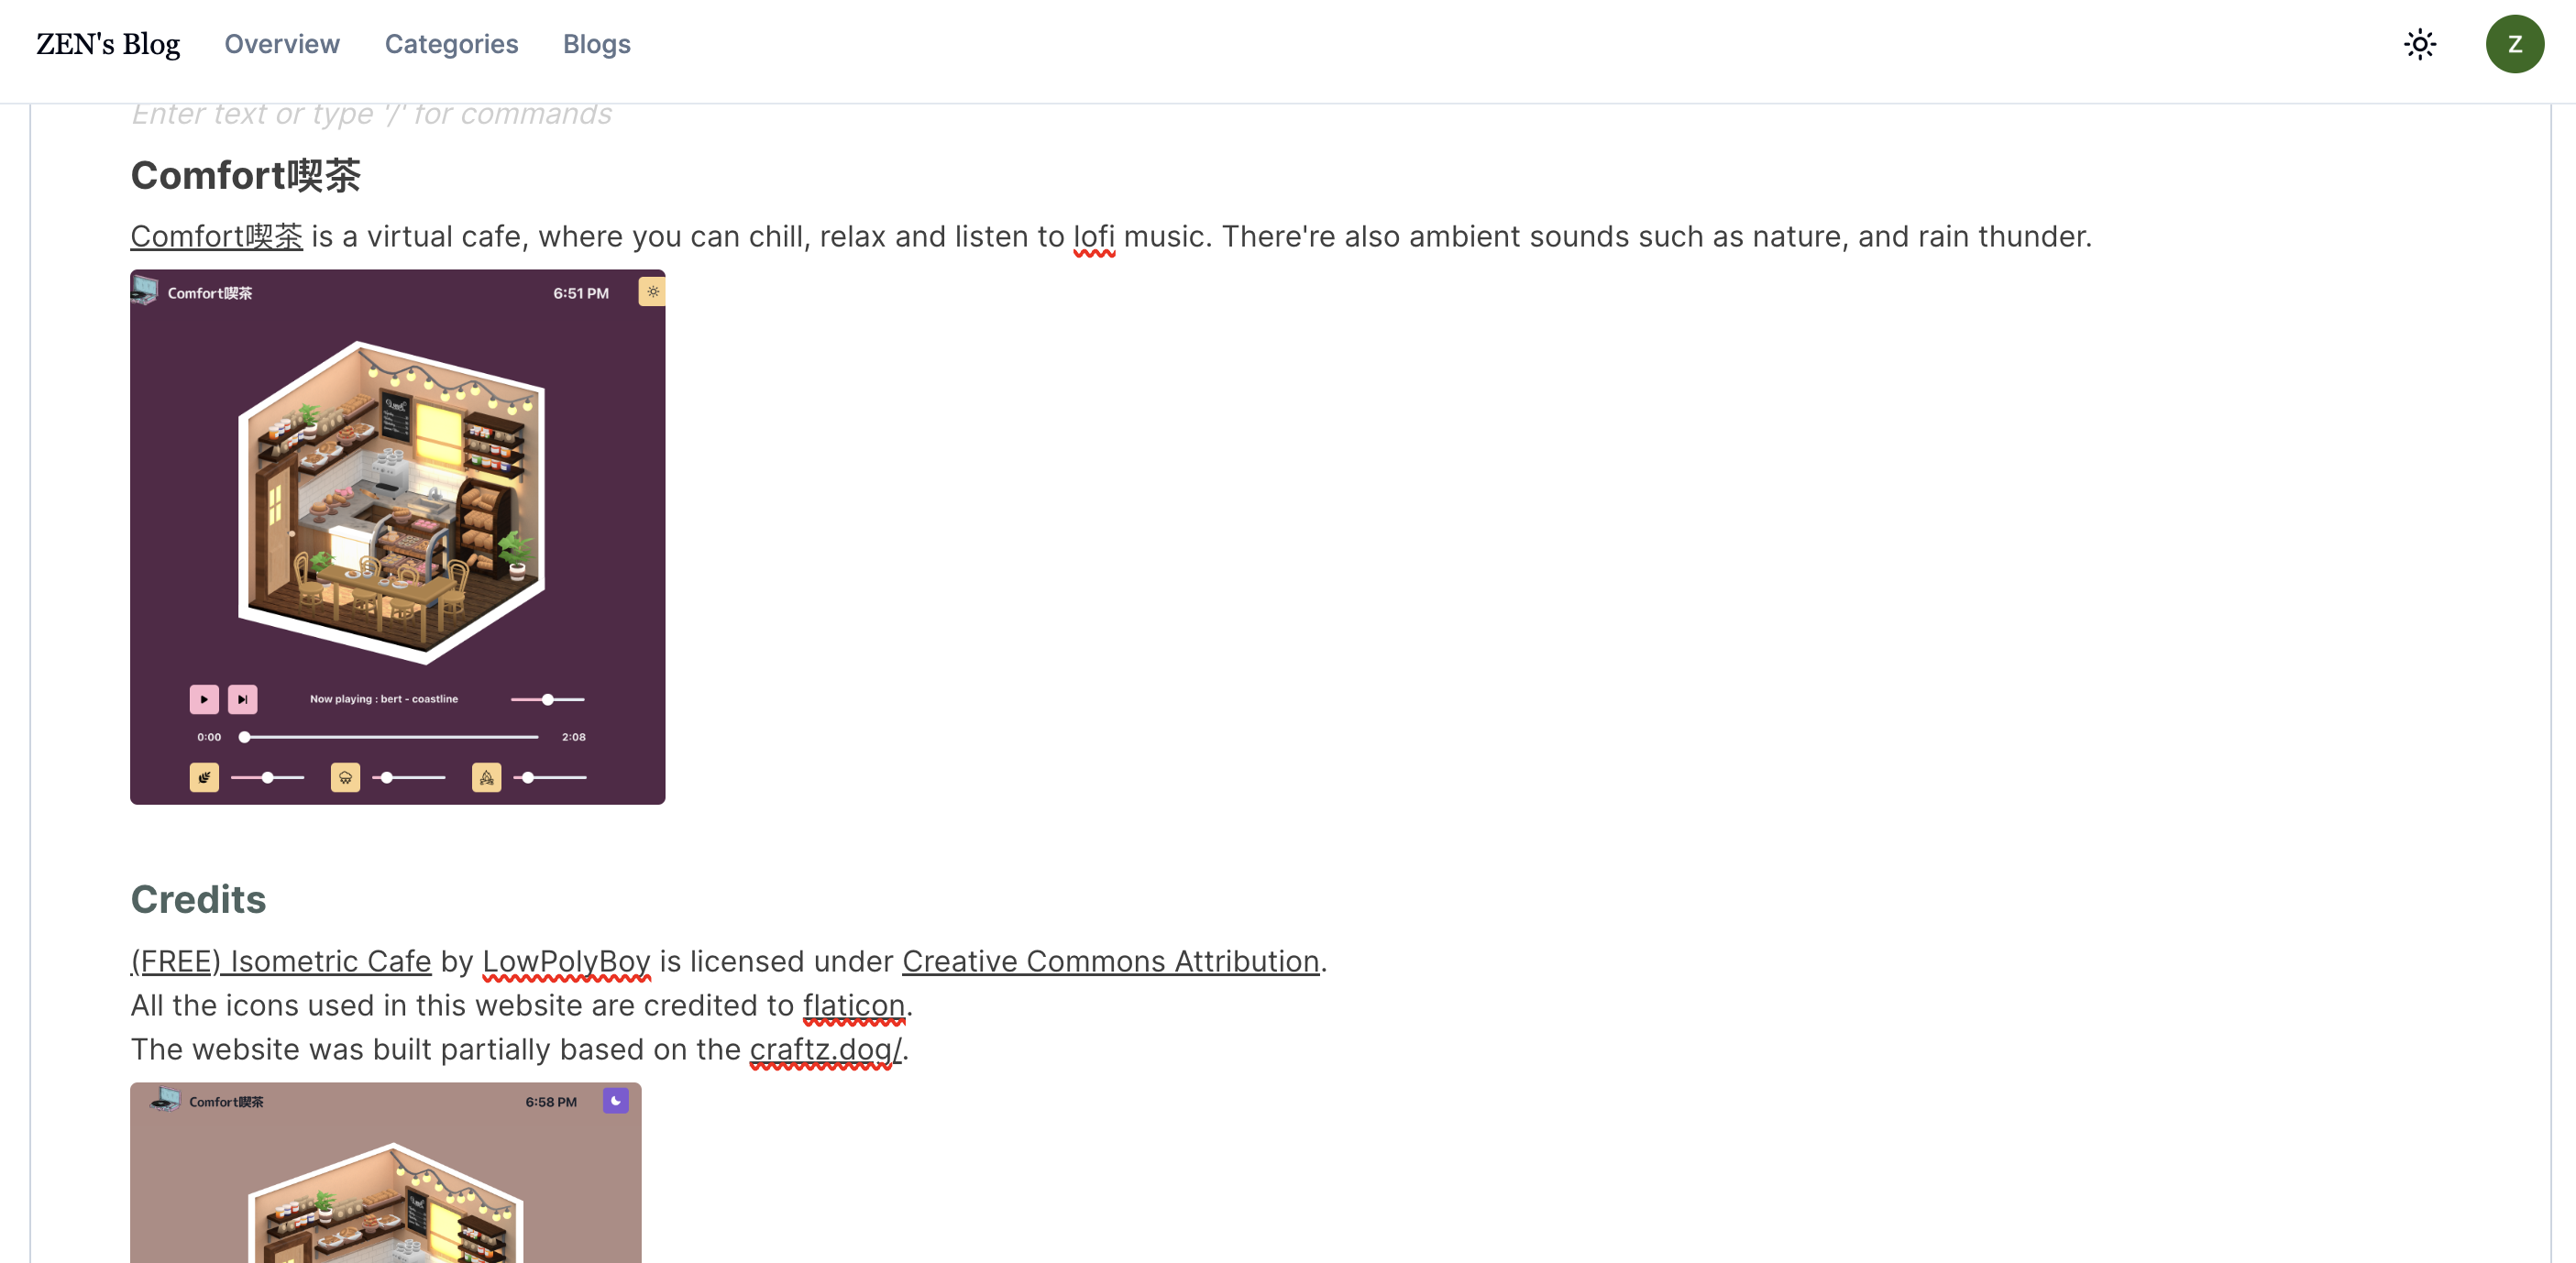 ZEN's Blog Overview Categories Blogs Z
Enter text or type '/' for commands
Comfort喫茶
Comfort喫茶 is a virtual cafe, where you can chill, relax and listen to lofi music. There're also ambient sounds such as nature, and rain thunder.
Comfort喫茶 6:51 PM
Now playing : bert - coastline
0:00 2:08
Credits
(FREE) Isometric Cafe by LowPolyBoy is licensed under Creative Commons Attribution.
All the icons used in this website are credited to flaticon.
The website was built partially based on the craftz.dog/.
Comfort喫茶 6:58 PM